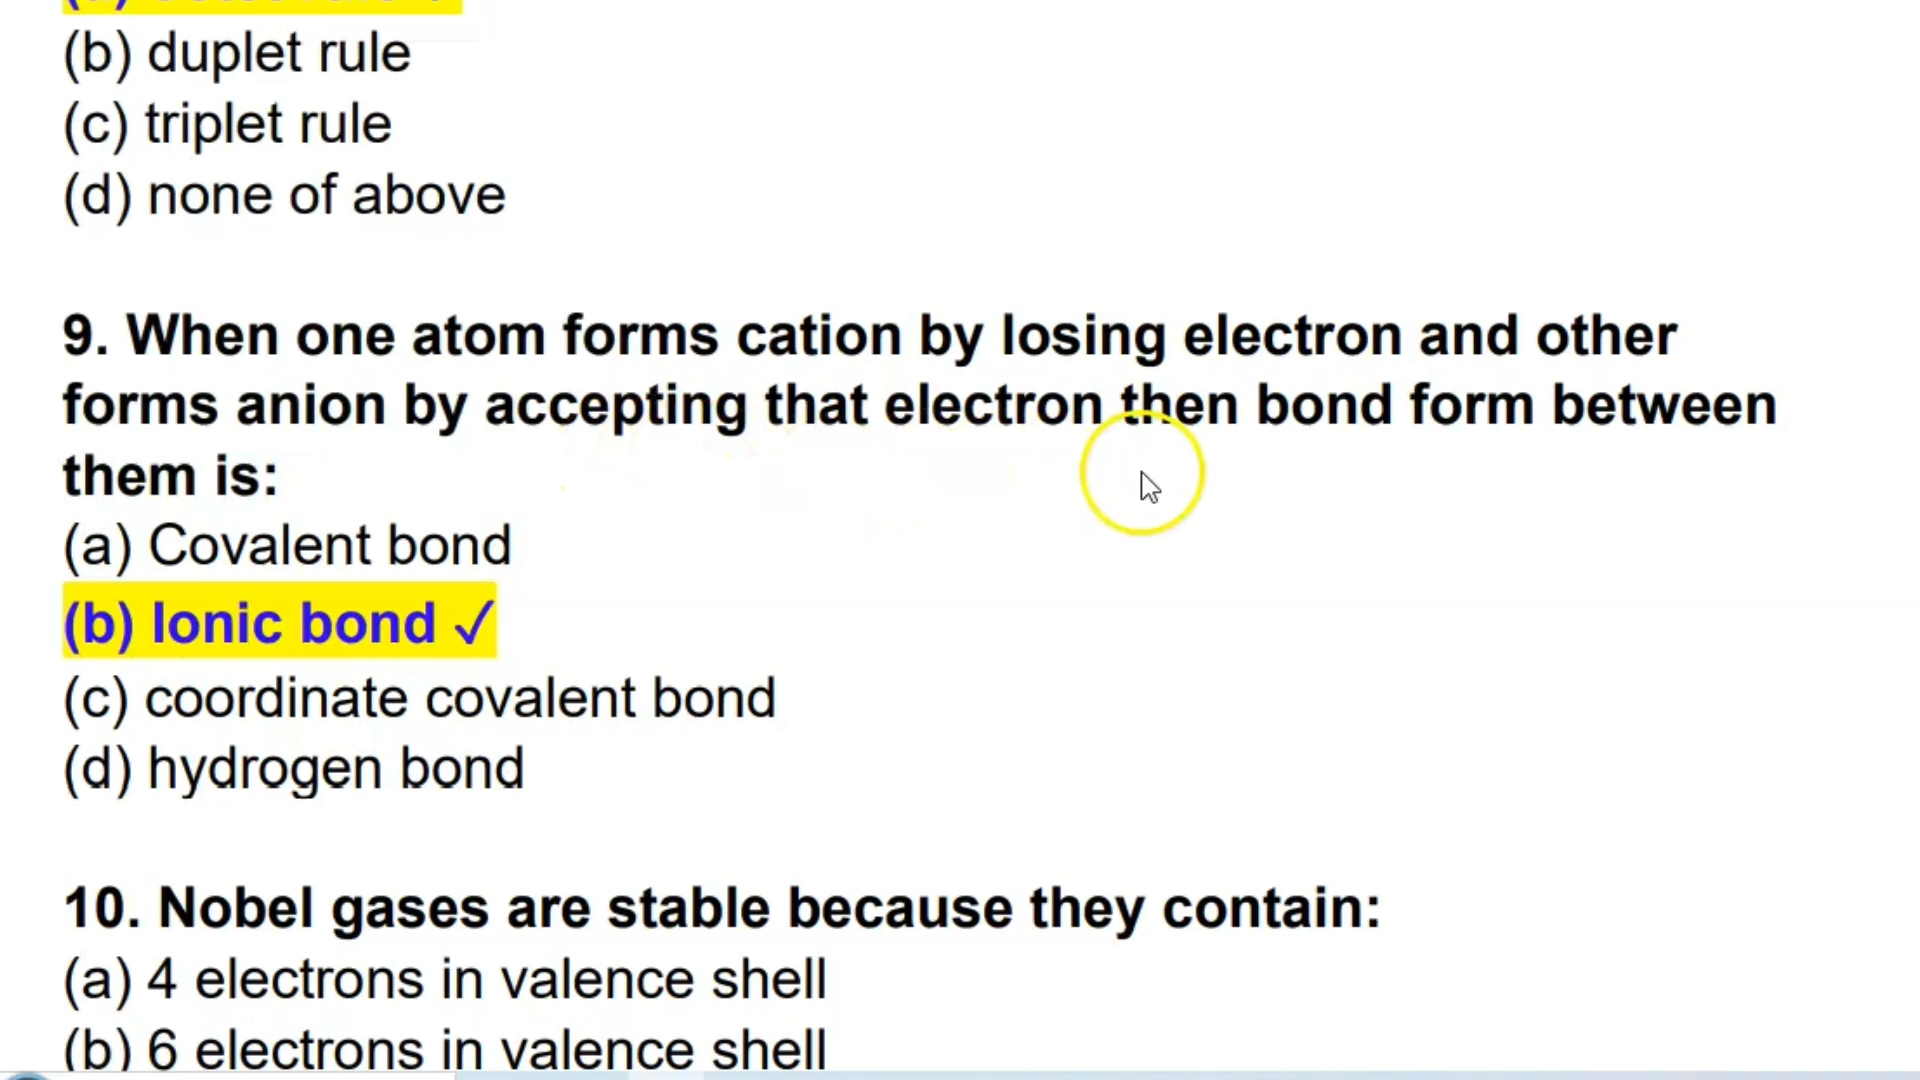 (b) duplet rule
(c) triplet rule
(d) none of above
9. When one atom forms cation by losing electron and other
forms anion by accepting that electron then bond form between
them is:
(a) Covalent bond
(b) Ionic bond ✓
(c) coordinate covalent bond
(d) hydrogen bond
10. Nobel gases are stable because they contain:
(a) 4 electrons in valence shell
(b) 6 electrons in valence shell